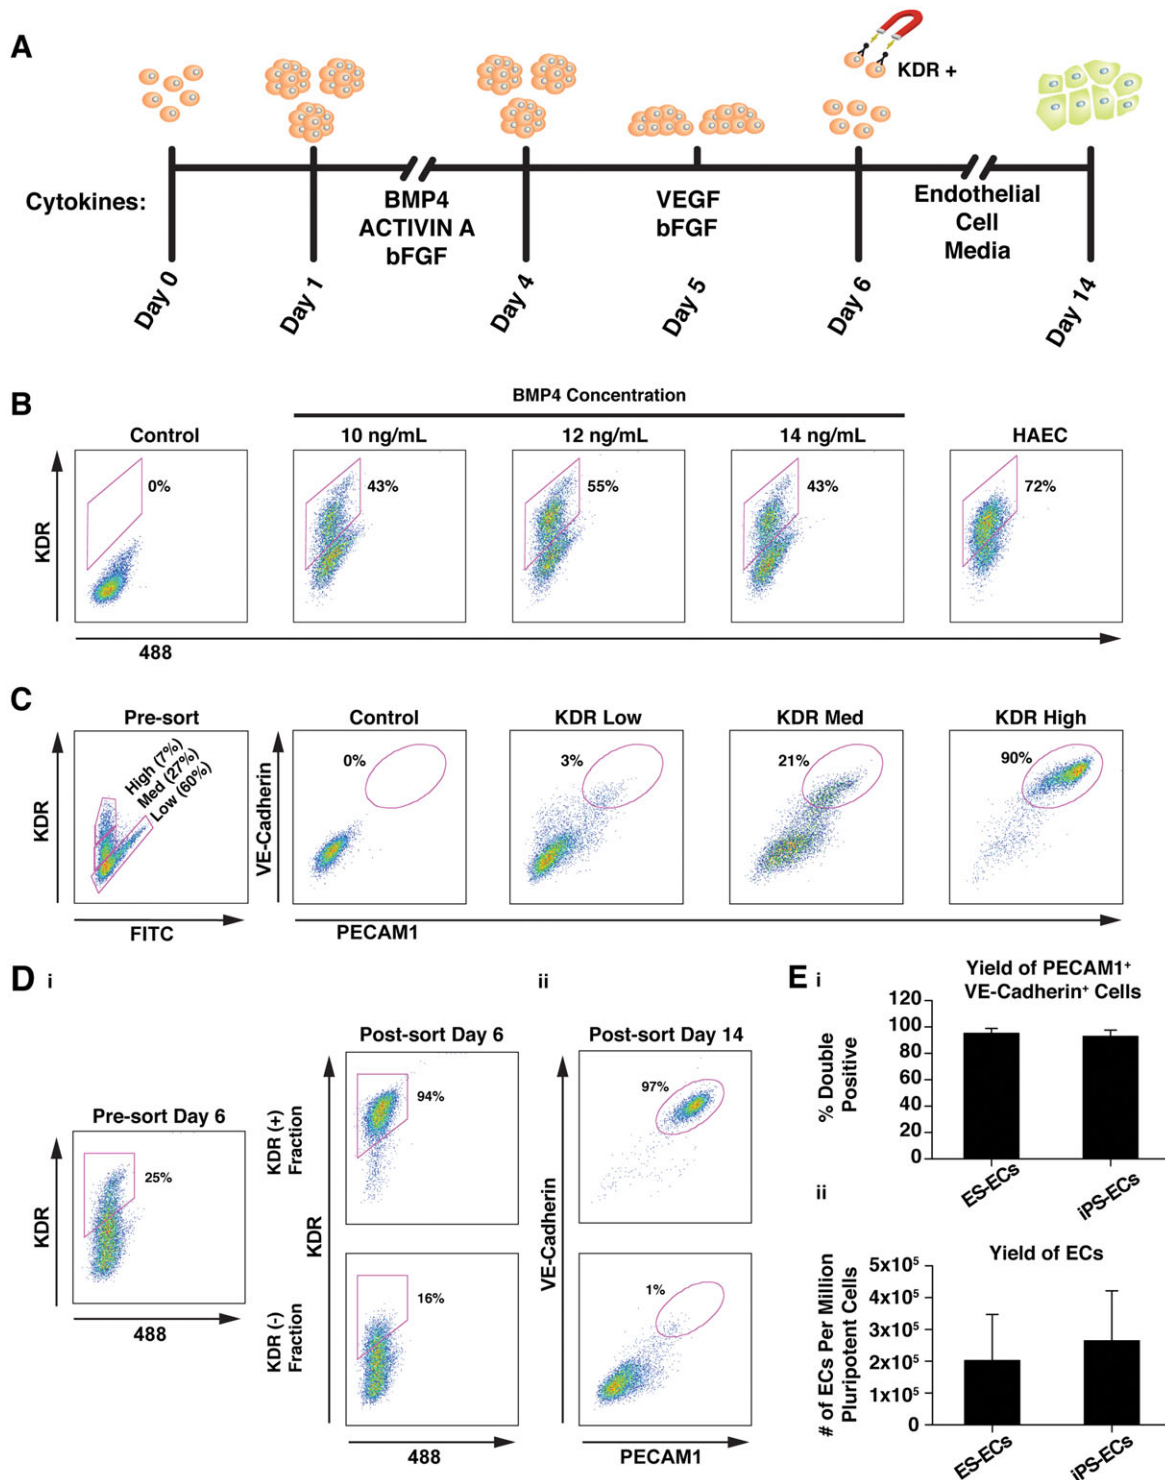 A
KDR +
Cytokines:
BMP4
ACTIVIN A
bFGF
VEGF
bFGF
Endothelial
Cell
Media
Day 0
Day 1
Day 4
Day 5
Day 6
Day 14
B
BMP4 Concentration
Control
10 ng/mL
12 ng/mL
14 ng/mL
HAEC
KDR
0%
43%
55%
43%
72%
488
C
Pre-sort
Control
KDR Low
KDR Med
KDR High
KDR
High (7%)
Med (27%)
Low (60%)
VE-Cadherin
0%
3%
21%
90%
FITC
PECAM1
D
i
Pre-sort Day 6
KDR
25%
488
Post-sort Day 6
KDR (+)
Fraction
94%
KDR
KDR (-)
Fraction
16%
488
ii
Post-sort Day 14
97%
VE-Cadherin
1%
PECAM1
E
i
Yield of PECAM1⁺
VE-Cadherin⁺ Cells
% Double
Positive
120
100
80
60
40
20
0
ES-ECs
iPS-ECs
ii
Yield of ECs
# of ECs Per Million
Pluripotent Cells
5x10⁵
4x10⁵
3x10⁵
2x10⁵
1x10⁵
0
ES-ECs
iPS-ECs